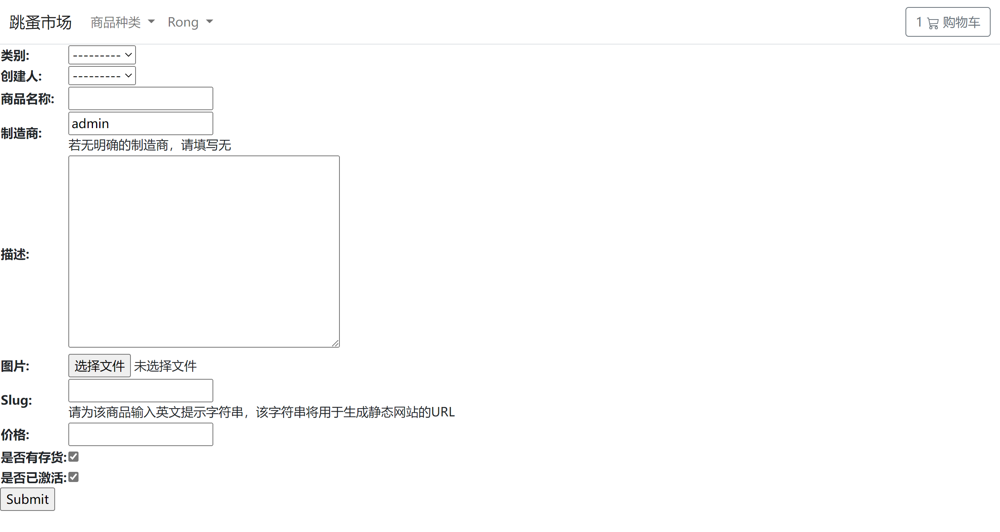 跳蚤市场 商品种类 Rong 1 购物车
类别: ---------
创建人: ---------
商品名称:
制造商: admin
若无明确的制造商，请填写无
描述:
图片: 选择文件 未选择文件
Slug:
请为该商品输入英文提示字符串，该字符串将用于生成静态网站的URL
价格:
是否有存货:
是否已激活:
Submit